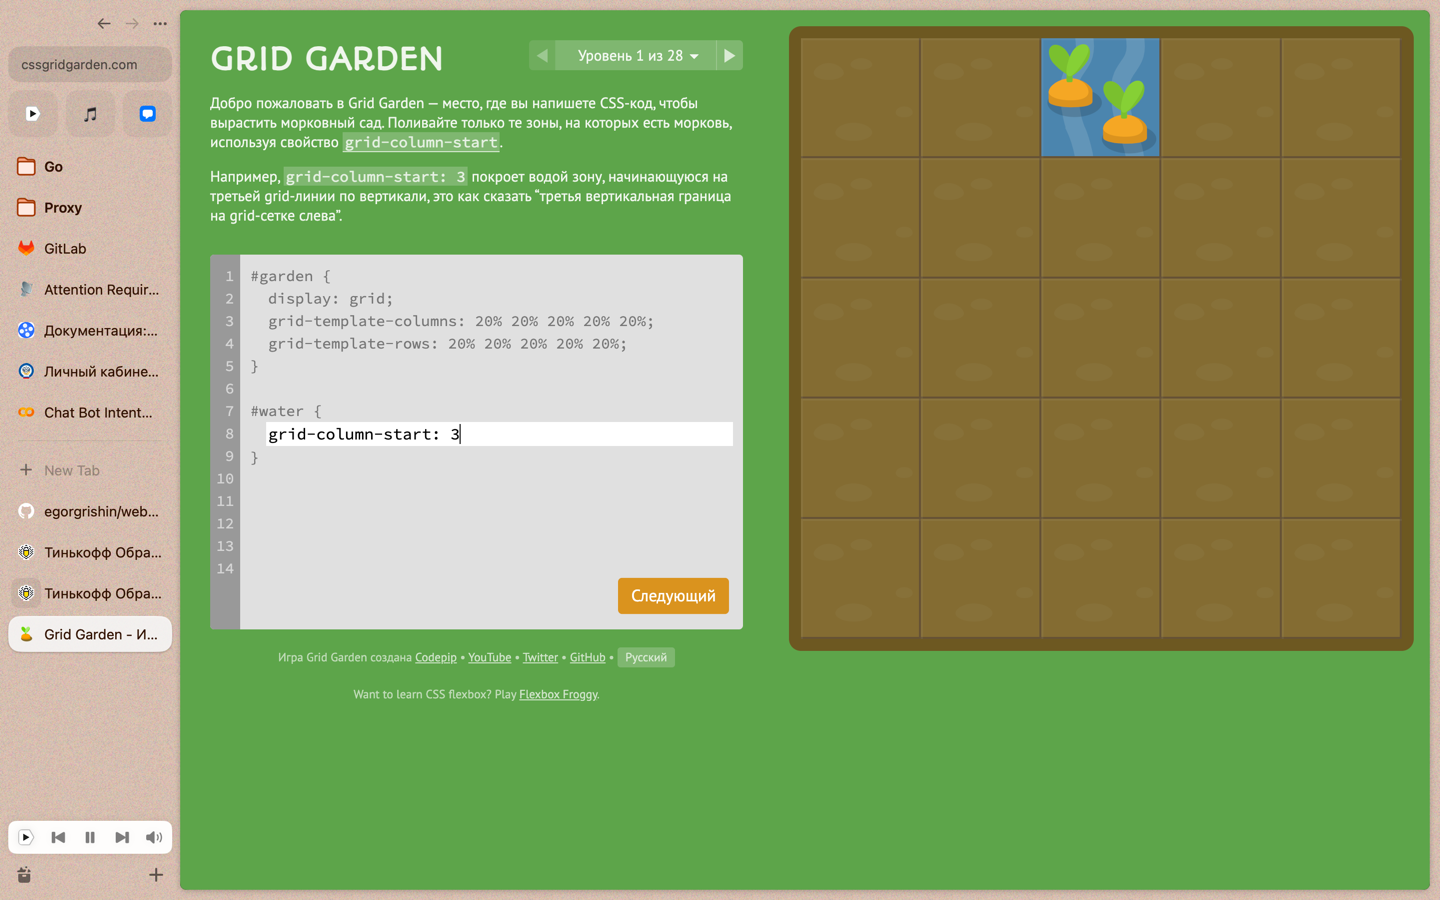 cssgridgarden.com
Go
Proxy
GitLab
Attention Requir...
Документация:...
Личный кабине...
Chat Bot Intent...
New Tab
egorgrishin/web...
Тинькофф Обра...
Тинькофф Обра...
Grid Garden - И...
GRID GARDEN
Уровень 1 из 28
Добро пожаловать в Grid Garden — место, где вы напишете CSS-код, чтобы
вырастить морковный сад. Поливайте только те зоны, на которых есть морковь,
используя свойство grid-column-start.
Например, grid-column-start: 3 покроет водой зону, начинающуюся на
третьей grid-линии по вертикали, это как сказать “третья вертикальная граница
на grid-сетке слева”.
1 #garden {
2 display: grid;
3 grid-template-columns: 20% 20% 20% 20% 20%;
4 grid-template-rows: 20% 20% 20% 20% 20%;
5 }
6
7 #water {
8 grid-column-start: 3
9 }
10
11
12
13
14
Следующий
Игра Grid Garden создана Codepip • YouTube • Twitter • GitHub • Русский
Want to learn CSS flexbox? Play Flexbox Froggy.